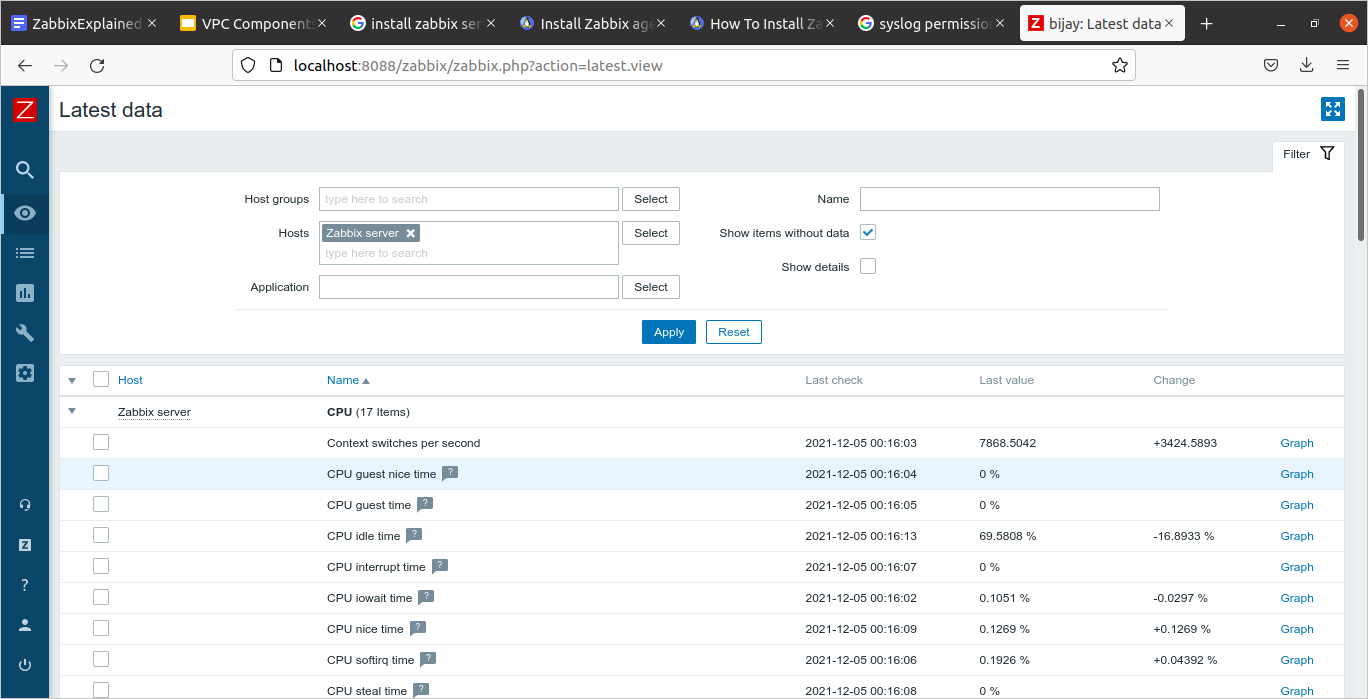 ZabbixExplained
VPC Components
install zabbix ser
Install Zabbix age
How To Install Za
syslog permission
Z bijay: Latest data
localhost:8088/zabbix/zabbix.php?action=latest.view
Z
Latest data
Filter
Host groups type here to search Select
Name
Hosts Zabbix server
type here to search Select
Show items without data
Show details
Application Select
Apply Reset
Host Name Last check Last value Change
Zabbix server CPU (17 Items)
Context switches per second 2021-12-05 00:16:03 7868.5042 +3424.5893 Graph
CPU guest nice time ? 2021-12-05 00:16:04 0 % Graph
CPU guest time ? 2021-12-05 00:16:05 0 % Graph
CPU idle time ? 2021-12-05 00:16:13 69.5808 % -16.8933 % Graph
CPU interrupt time ? 2021-12-05 00:16:07 0 % Graph
CPU iowait time ? 2021-12-05 00:16:02 0.1051 % -0.0297 % Graph
CPU nice time ? 2021-12-05 00:16:09 0.1269 % +0.1269 % Graph
CPU softirq time ? 2021-12-05 00:16:06 0.1926 % +0.04392 % Graph
CPU steal time ? 2021-12-05 00:16:08 0 % Graph
Z
?